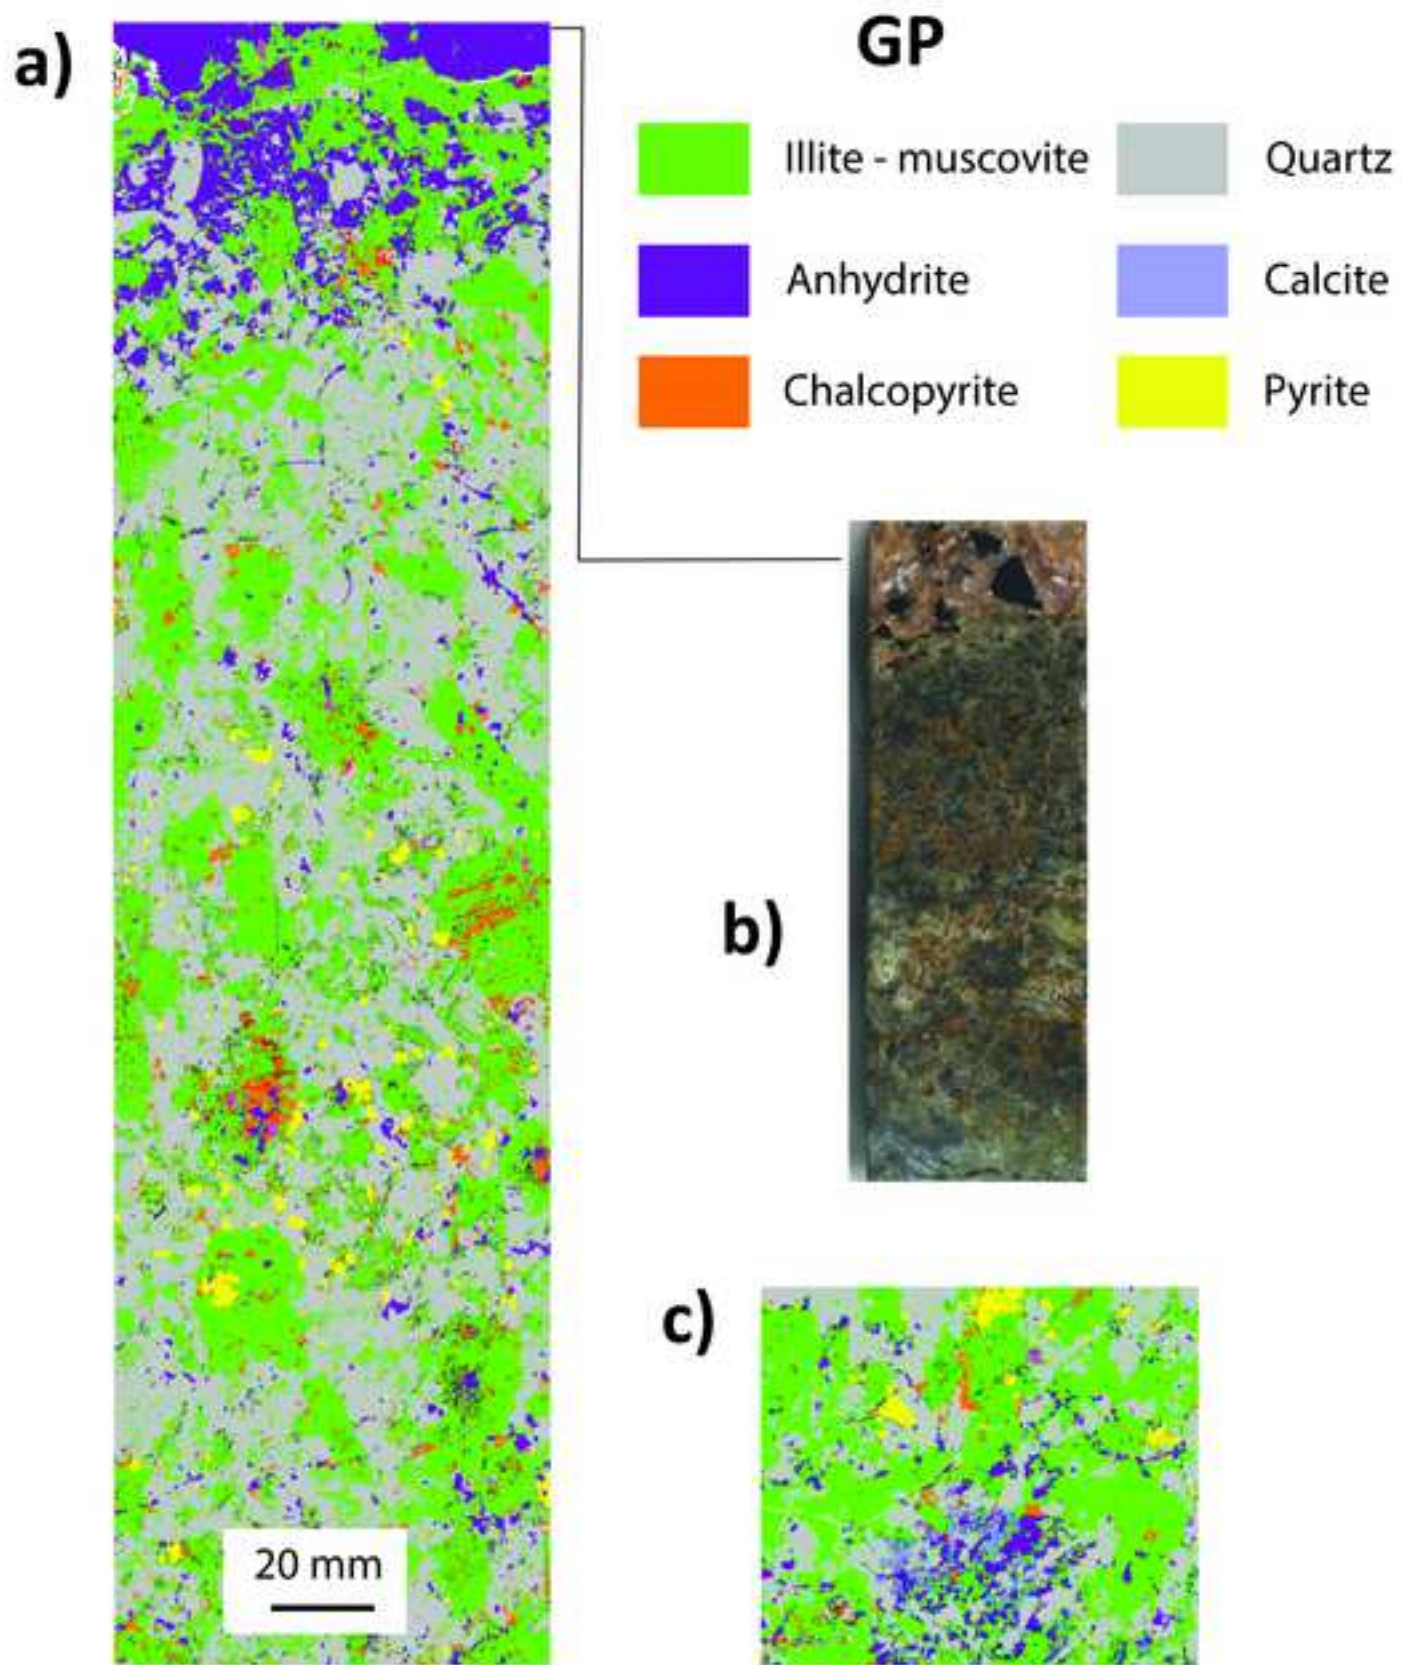 a)
GP
Illite - muscovite
Quartz
Anhydrite
Calcite
Chalcopyrite
Pyrite
b)
c)
20 mm